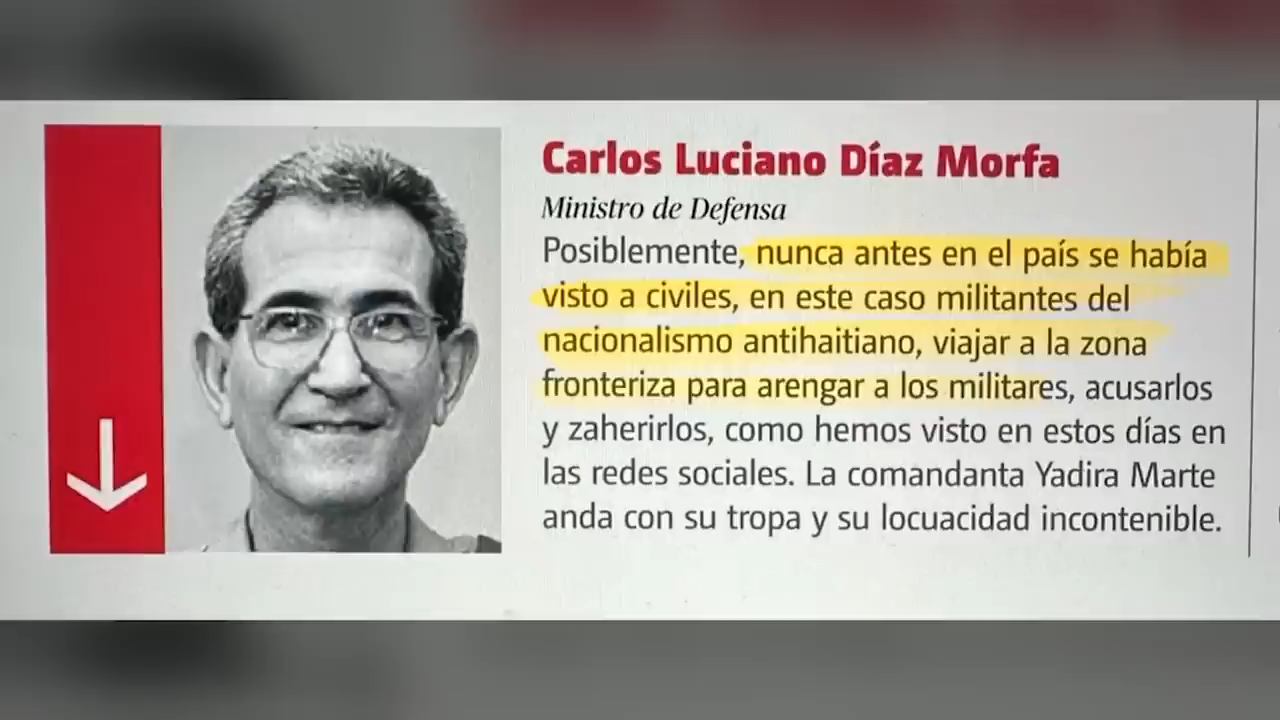 Carlos Luciano Díaz Morfa
Ministro de Defensa
Posiblemente, nunca antes en el país se había
visto a civiles, en este caso militantes del
nacionalismo antihaitiano, viajar a la zona
fronteriza para arengar a los militares, acusarlos
y zaherirlos, como hemos visto en estos días en
las redes sociales. La comandanta Yadira Marte
anda con su tropa y su locuacidad incontenible.